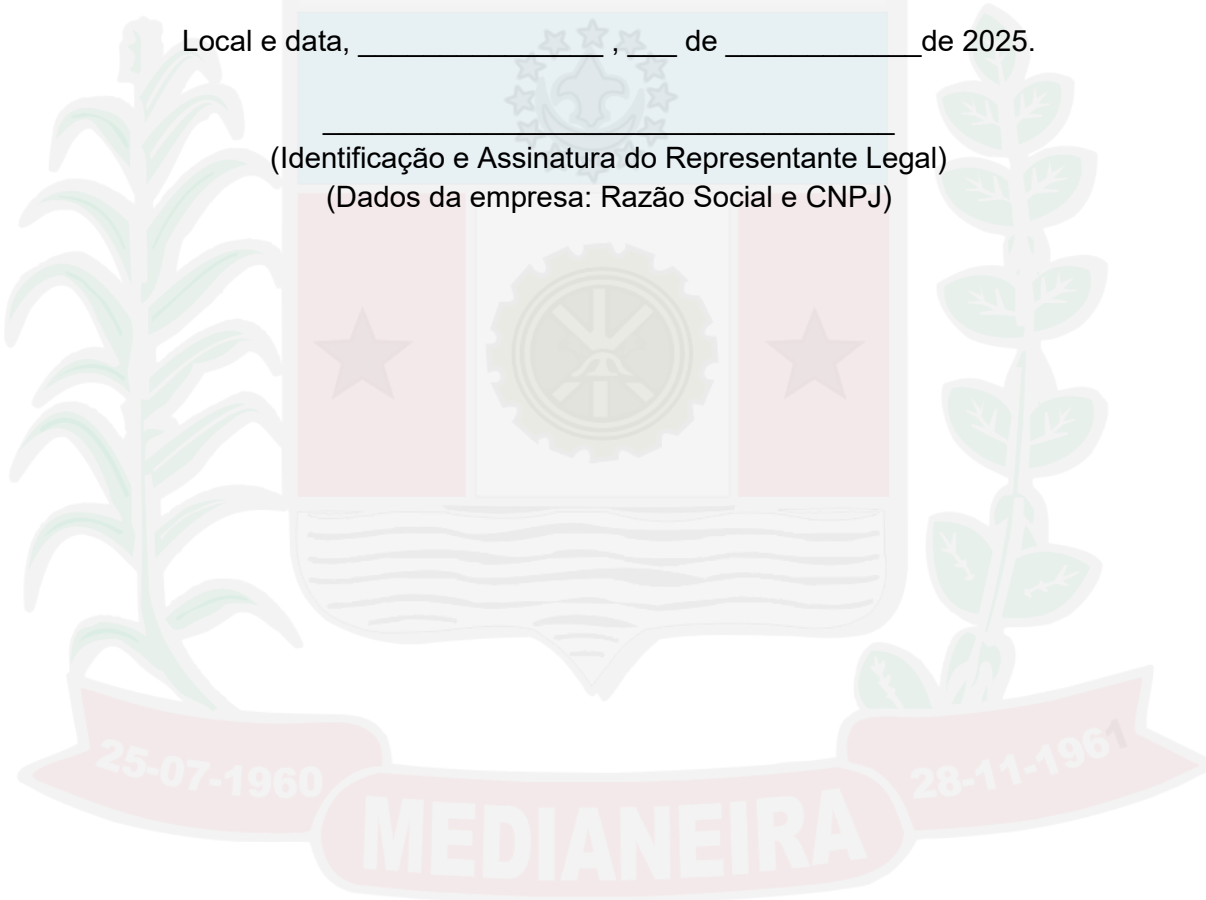 Local e data, _______________ , ___ de ____________de 2025.
___________________________________
(Identificação e Assinatura do Representante Legal)
(Dados da empresa: Razão Social e CNPJ)
25-07-1960
28-11-1961
MEDIANEIRA